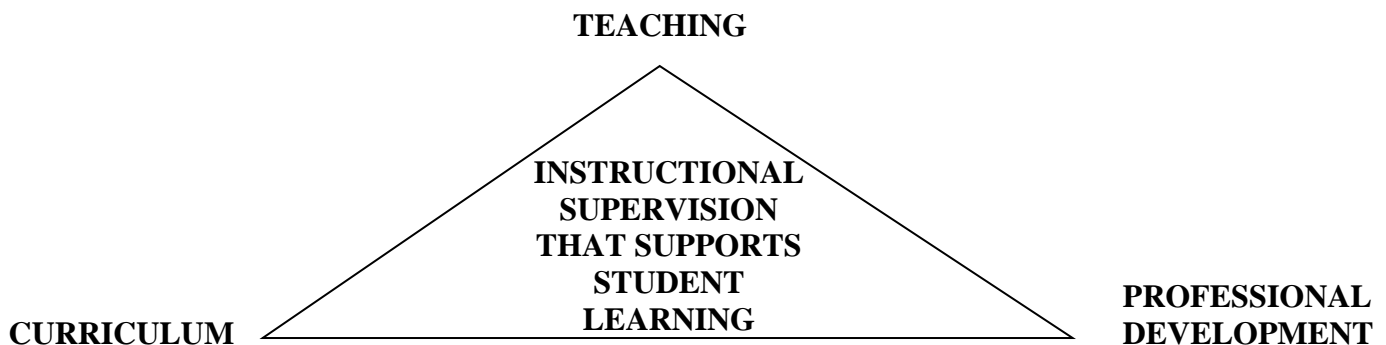 TEACHING
INSTRUCTIONAL
SUPERVISION
THAT SUPPORTS
STUDENT
LEARNING
CURRICULUM
PROFESSIONAL
DEVELOPMENT